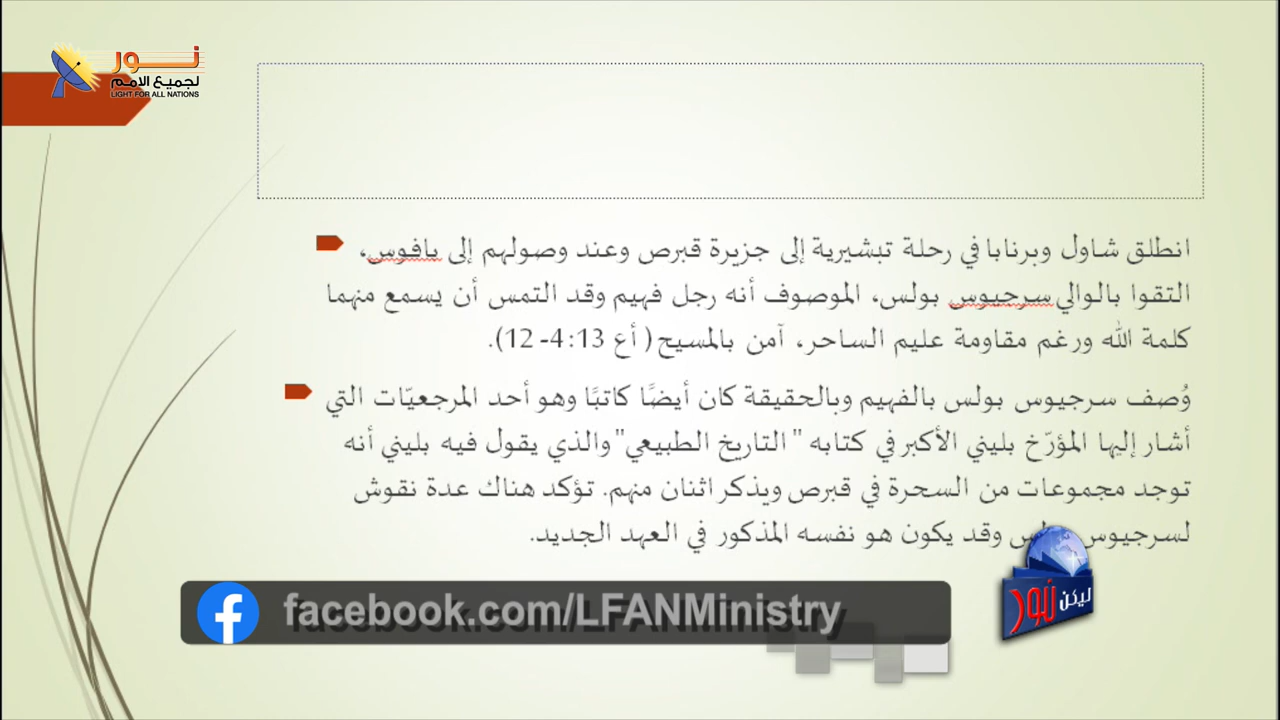 نور
لجميع الامم
LIGHT FOR ALL NATIONS
انطلق شاول وبرنابا في رحلة تبشيرية إلى جزيرة قبرص وعند وصولهم إلى بافوس،
التقوا بالوالي سرجيوس بولس، الموصوف أنه رجل فهيم وقد التمس أن يسمع منهما
كلمة الله ورغم مقاومة عليم الساحر، آمن بالمسيح( أع 13: 4- 12).
وُصف سرجيوس بولس بالفهيم وبالحقيقة كان أيضًا كاتبًا وهو أحد المرجعيّات التي
أشار إليها المؤرّخ بليني الأكبر في كتابه " التاريخ الطبيعي" والذي يقول فيه بليني أنه
توجد مجموعات من السحرة في قبرص ويذكر اثنان منهم. تؤكد هناك عدة نقوش
لسرجيوس وقد يكون هو نفسه المذكور في العهد الجديد.
ليكن نور
facebook.com/LFANMinistry